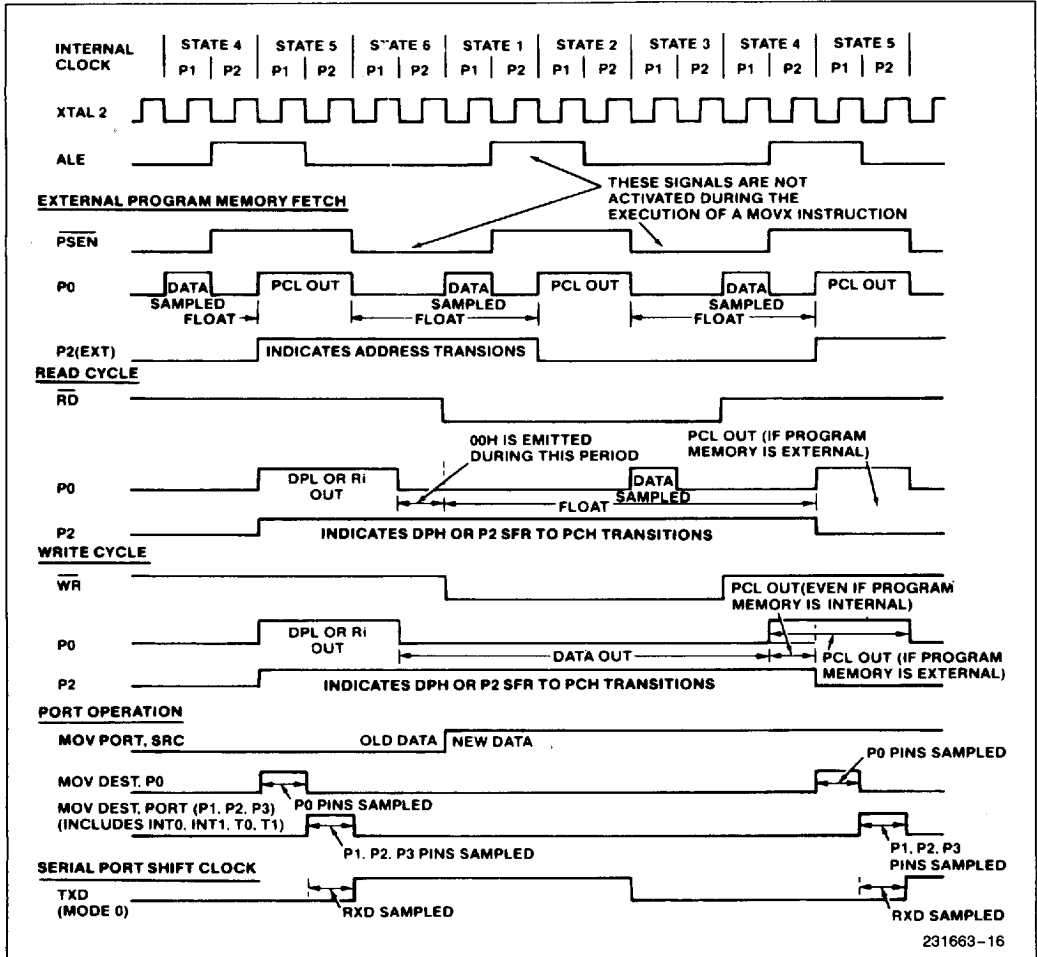 INTERNAL CLOCK
STATE 4 STATE 5 STATE 6 STATE 1 STATE 2 STATE 3 STATE 4 STATE 5
P1 P2 P1 P2 P1 P2 P1 P2 P1 P2 P1 P2 P1 P2 P1 P2
XTAL 2
ALE
THESE SIGNALS ARE NOT
ACTIVATED DURING THE
EXECUTION OF A MOVX INSTRUCTION
EXTERNAL PROGRAM MEMORY FETCH
PSEN
P0
DATA PCL OUT DATA PCL OUT DATA PCL OUT
SAMPLED SAMPLED SAMPLED
FLOAT FLOAT FLOAT
P2(EXT)
INDICATES ADDRESS TRANSIONS
READ CYCLE
RD
00H IS EMITTED
DURING THIS PERIOD
PCL OUT (IF PROGRAM
MEMORY IS EXTERNAL)
P0
DPL OR Ri
OUT
DATA
SAMPLED
FLOAT
P2
INDICATES DPH OR P2 SFR TO PCH TRANSITIONS
WRITE CYCLE
WR
PCL OUT(EVEN IF PROGRAM
MEMORY IS INTERNAL)
P0
DPL OR Ri
OUT
DATA OUT
PCL OUT (IF PROGRAM
MEMORY IS EXTERNAL)
P2
INDICATES DPH OR P2 SFR TO PCH TRANSITIONS
PORT OPERATION
MOV PORT, SRC
OLD DATA NEW DATA
P0 PINS SAMPLED
MOV DEST, P0
P0 PINS SAMPLED
MOV DEST, PORT (P1, P2, P3)
(INCLUDES INT0, INT1, T0, T1)
P1, P2, P3 PINS SAMPLED
P1, P2, P3
PINS SAMPLED
SERIAL PORT SHIFT CLOCK
TXD
(MODE 0)
RXD SAMPLED
RXD SAMPLED
231663–16